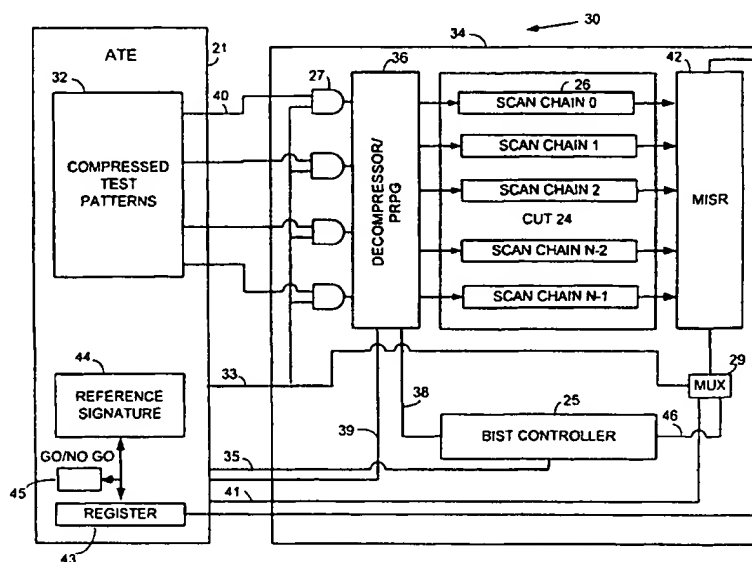 30
ATE
21
34
32
27
36
42
40
26
COMPRESSED
TEST
PATTERNS
DECOMPRESSOR/
PRPG
SCAN CHAIN 0
SCAN CHAIN 1
SCAN CHAIN 2
CUT 24
SCAN CHAIN N-2
SCAN CHAIN N-1
MISR
44
33
29
REFERENCE
SIGNATURE
38
25
MUX
39
BIST CONTROLLER
46
GO/NO GO
35
45
41
REGISTER
43